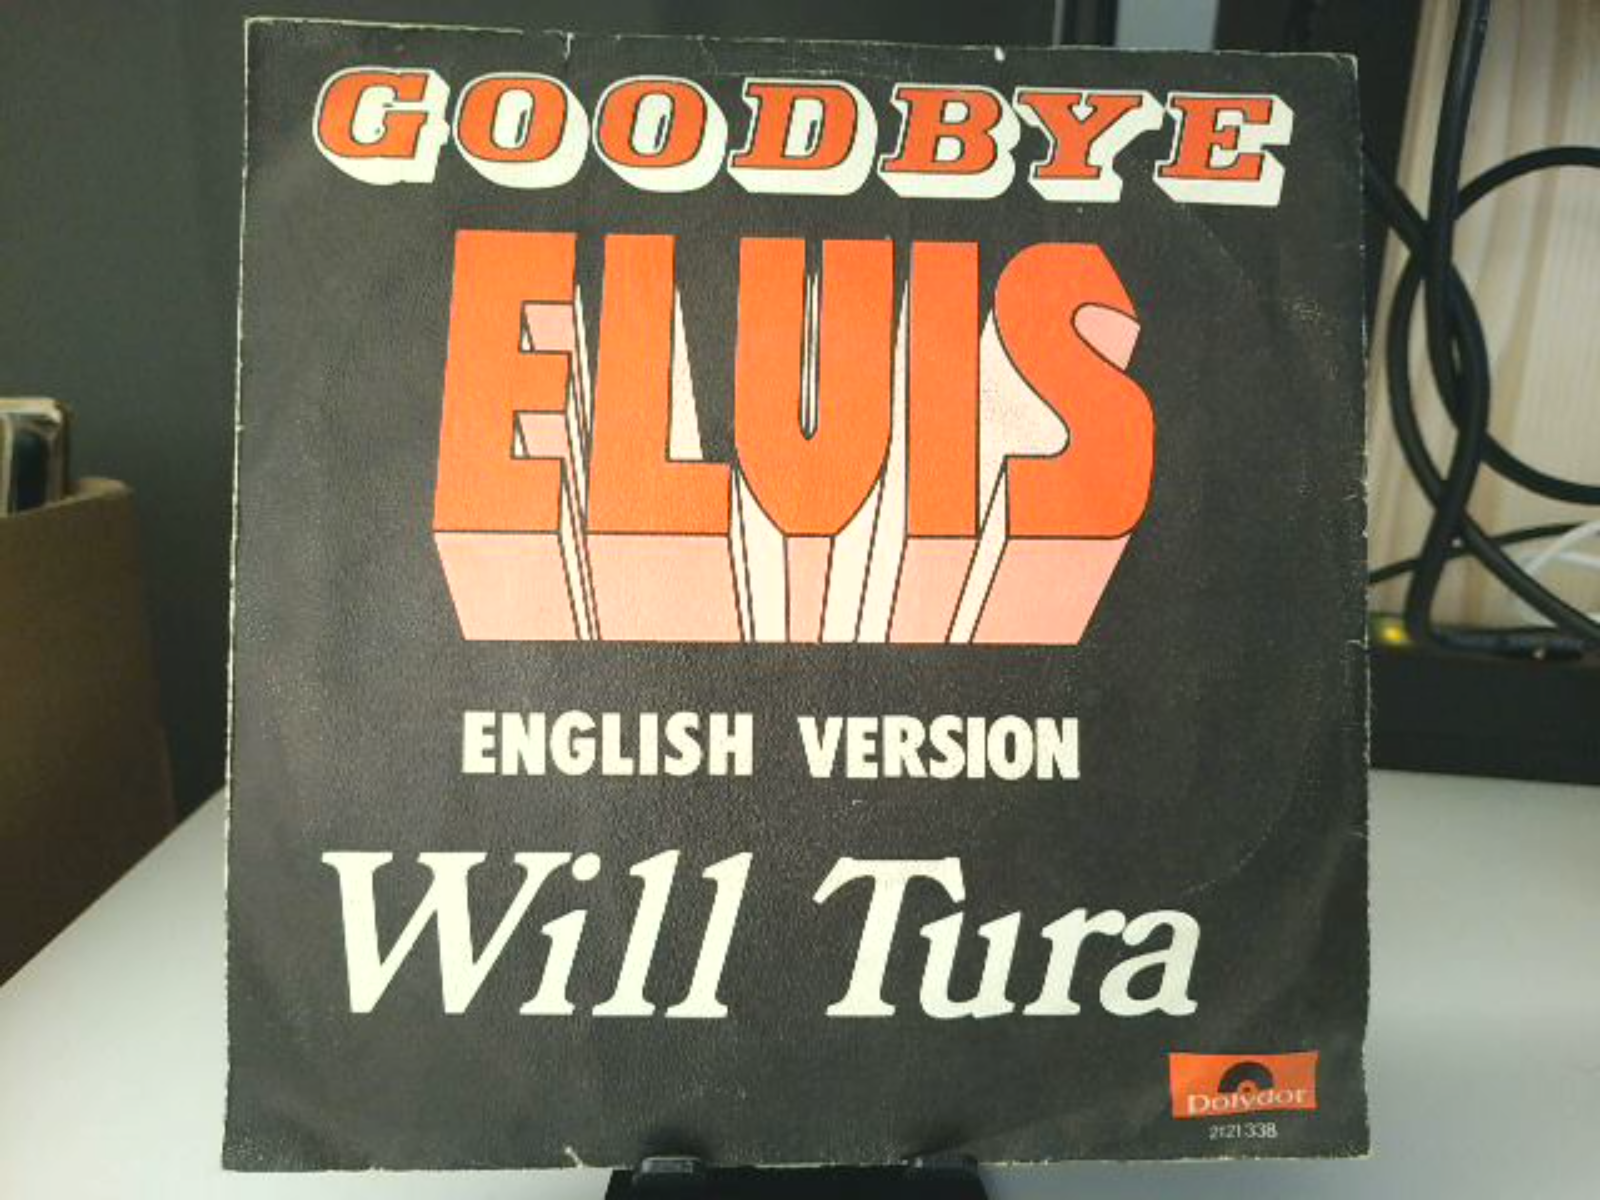 GOODBYE
ELVIS
ENGLISH VERSION
Will Tura
Polydor
2121 338